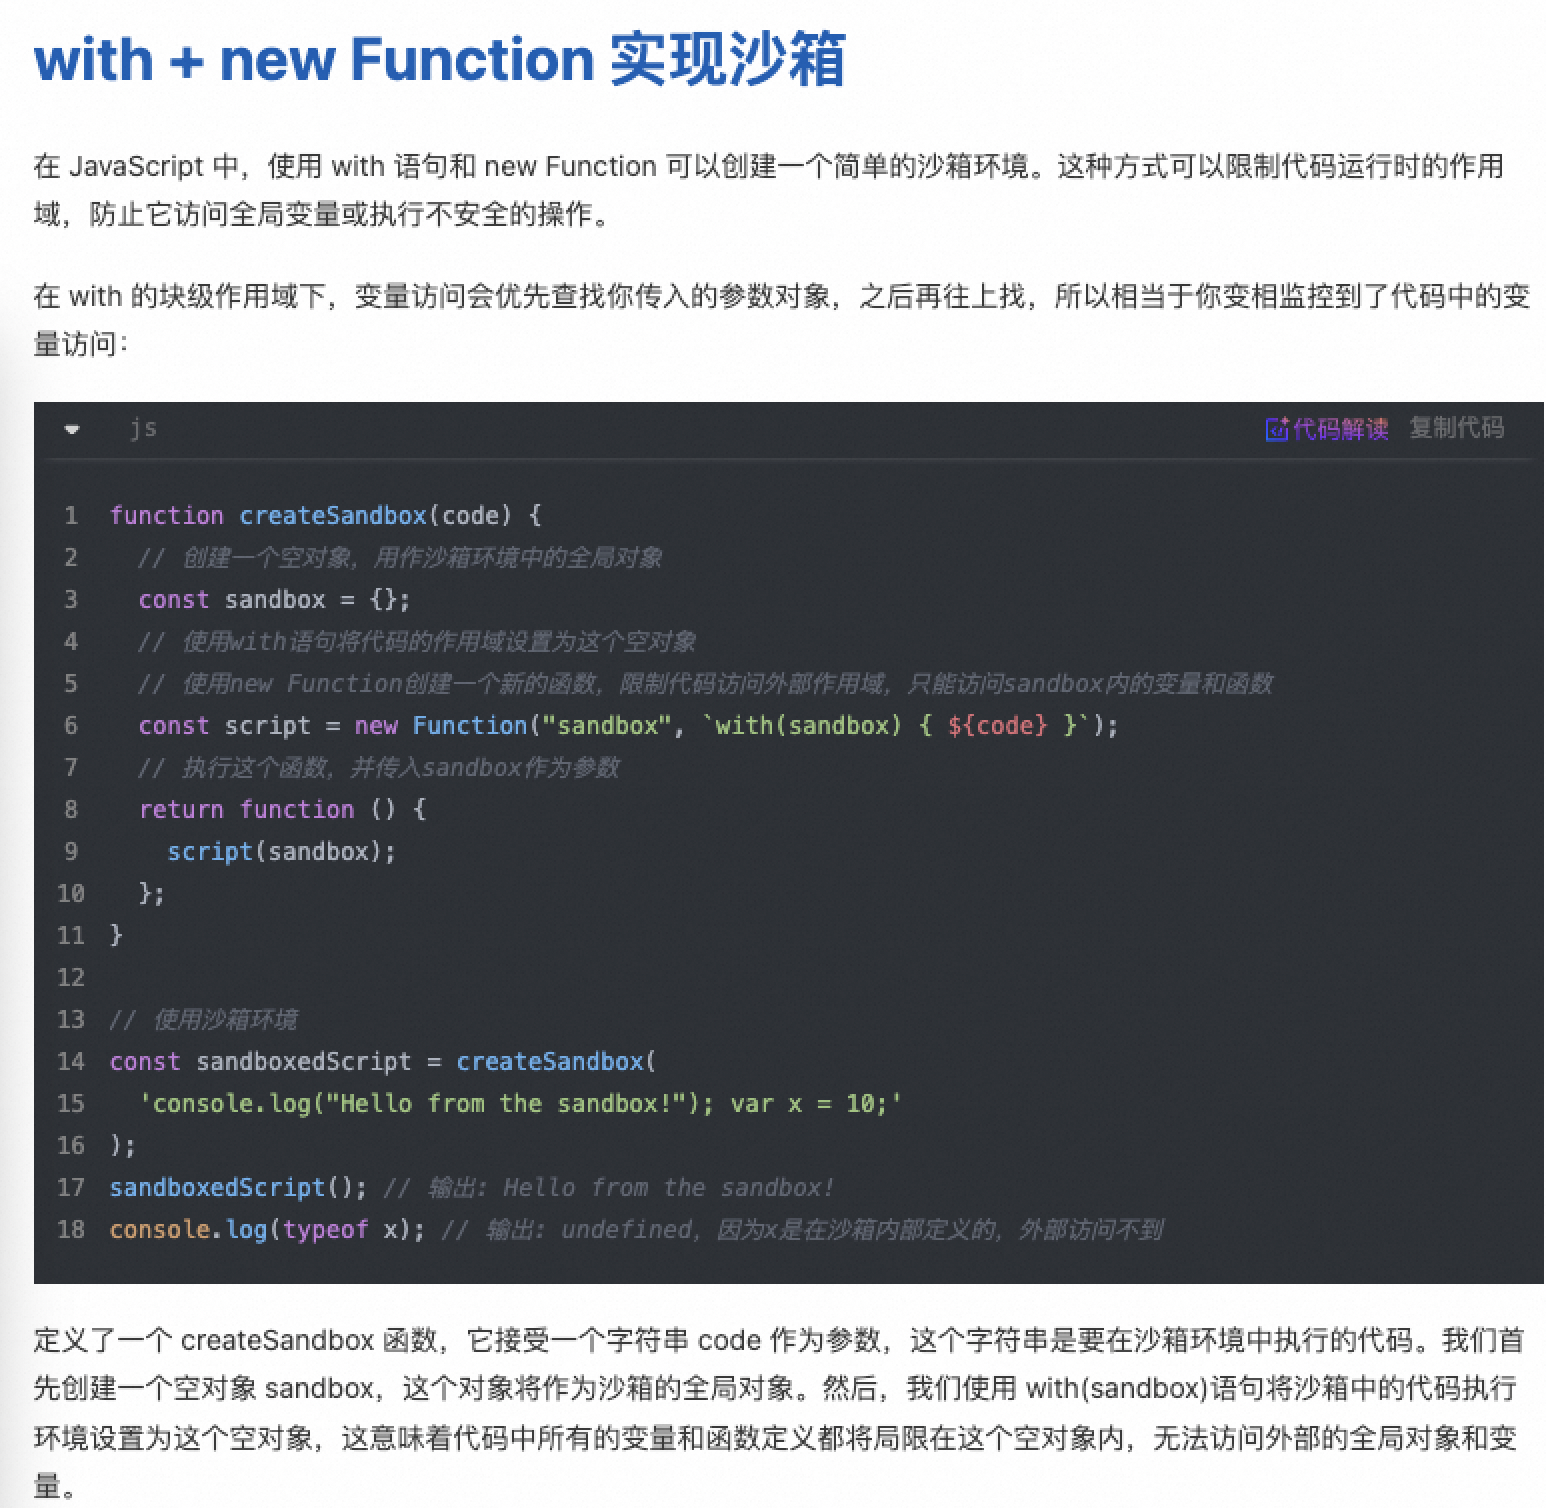 with + new Function 实现沙箱
在 JavaScript 中，使用 with 语句和 new Function 可以创建一个简单的沙箱环境。这种方式可以限制代码运行时的作用
域，防止它访问全局变量或执行不安全的操作。
在 with 的块级作用域下，变量访问会优先查找你传入的参数对象，之后再往上找，所以相当于你变相监控到了代码中的变
量访问：
js 代码解读 复制代码
1 function createSandbox(code) {
2   // 创建一个空对象，用作沙箱环境中的全局对象
3   const sandbox = {};
4   // 使用with语句将代码的作用域设置为这个空对象
5   // 使用new Function创建一个新的函数，限制代码访问外部作用域，只能访问sandbox内的变量和函数
6   const script = new Function("sandbox", `with(sandbox) { ${code} }`);
7   // 执行这个函数，并传入sandbox作为参数
8   return function () {
9     script(sandbox);
10   };
11 }
12
13 // 使用沙箱环境
14 const sandboxedScript = createSandbox(
15   'console.log("Hello from the sandbox!"); var x = 10;'
16 );
17 sandboxedScript(); // 输出: Hello from the sandbox!
18 console.log(typeof x); // 输出: undefined, 因为x是在沙箱内部定义的，外部访问不到
定义了一个 createSandbox 函数，它接受一个字符串 code 作为参数，这个字符串是要在沙箱环境中执行的代码。我们首
先创建一个空对象 sandbox，这个对象将作为沙箱的全局对象。然后，我们使用 with(sandbox)语句将沙箱中的代码执行
环境设置为这个空对象，这意味着代码中所有的变量和函数定义都将局限在这个空对象内，无法访问外部的全局对象和变
量。